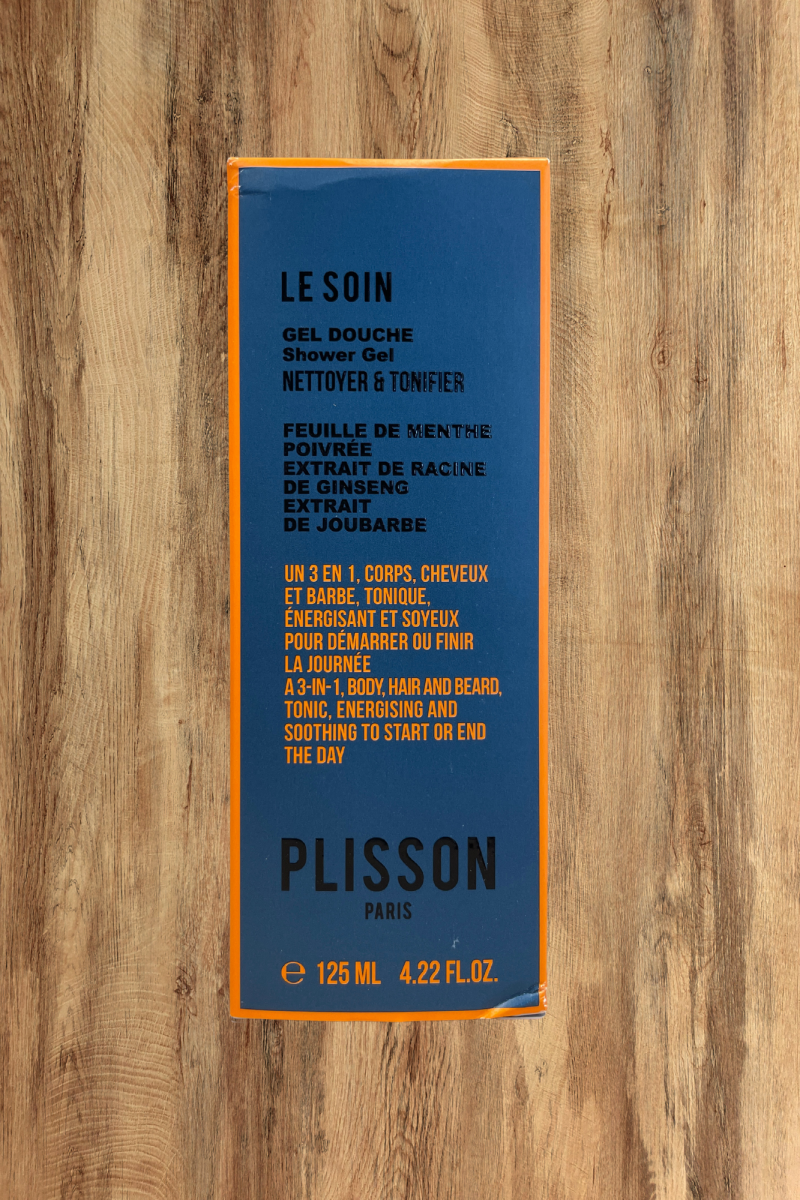 LE SOIN
GEL DOUCHE
Shower Gel
NETTOYER & TONIFIER
FEUILLE DE MENTHE
POIVRÉE
EXTRAIT DE RACINE
DE GINSENG
EXTRAIT
DE JOUBARBE
UN 3 EN 1, CORPS, CHEVEUX
ET BARBE, TONIQUE,
ÉNERGISANT ET SOYEUX
POUR DÉMARRER OU FINIR
LA JOURNÉE
A 3-IN-1, BODY, HAIR AND BEARD,
TONIC, ENERGISING AND
SOOTHING TO START OR END
THE DAY
PLISSON
PARIS
℮ 125 ML 4.22 FL.OZ.